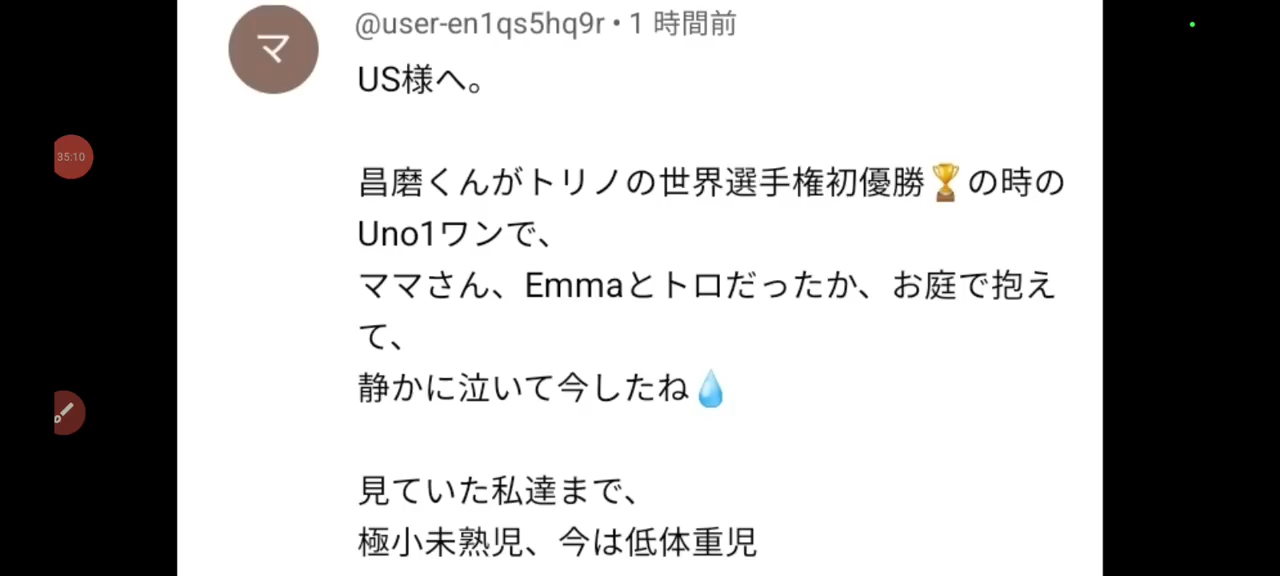 マ
@user-en1qs5hq9r • 1 時間前
US様へ。
35:10
昌磨くんがトリノの世界選手権初優勝🏆の時の
Uno1ワンで、
ママさん、Emmaとトロだったか、お庭で抱え
て、
静かに泣いて今したね💧
見ていた私達まで、
極小未熟児、今は低体重児